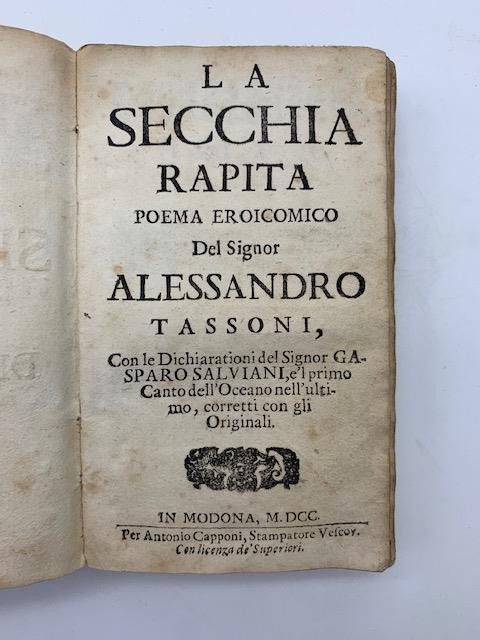 LA
SECCHIA
RAPITA
POEMA EROICOMICO
Del Signor
ALESSANDRO
TASSONI,
Con le Dichiarationi del Signor GA-
SPARO SALVIANI, e'l primo
Canto dell'Oceano nell'ulti-
mo, corretti con gli
Originali.
IN MODONA, M. DCC.
Per Antonio Capponi, Stampatore Vescov.
Con licenza de' Superiori.